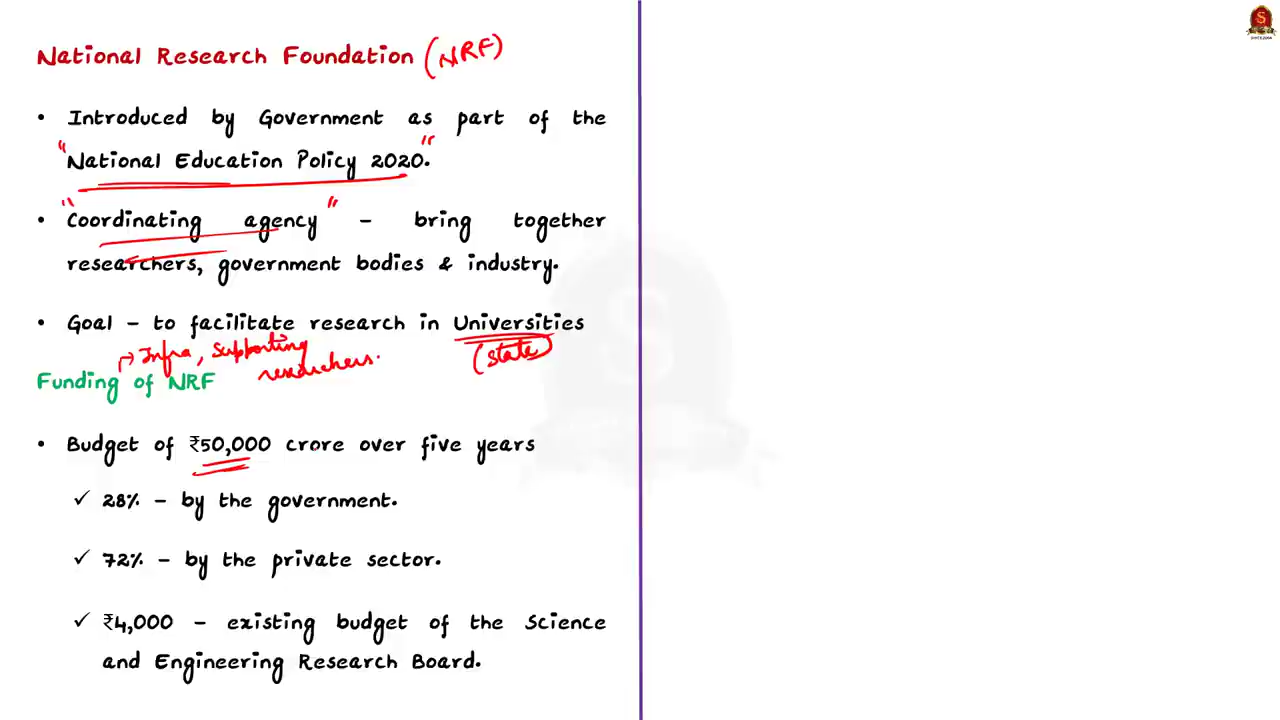 National Research Foundation (NRF)
• Introduced by Government as part of the
"National Education Policy 2020."
• "Coordinating agency" – bring together
researchers, government bodies & industry.
• Goal – to facilitate research in Universities
→ Infra, supporting researchers.
(state)
Funding of NRF
• Budget of ₹50,000 crore over five years
✓ 28% – by the government.
✓ 72% – by the private sector.
✓ ₹4,000 – existing budget of the Science
and Engineering Research Board.
S